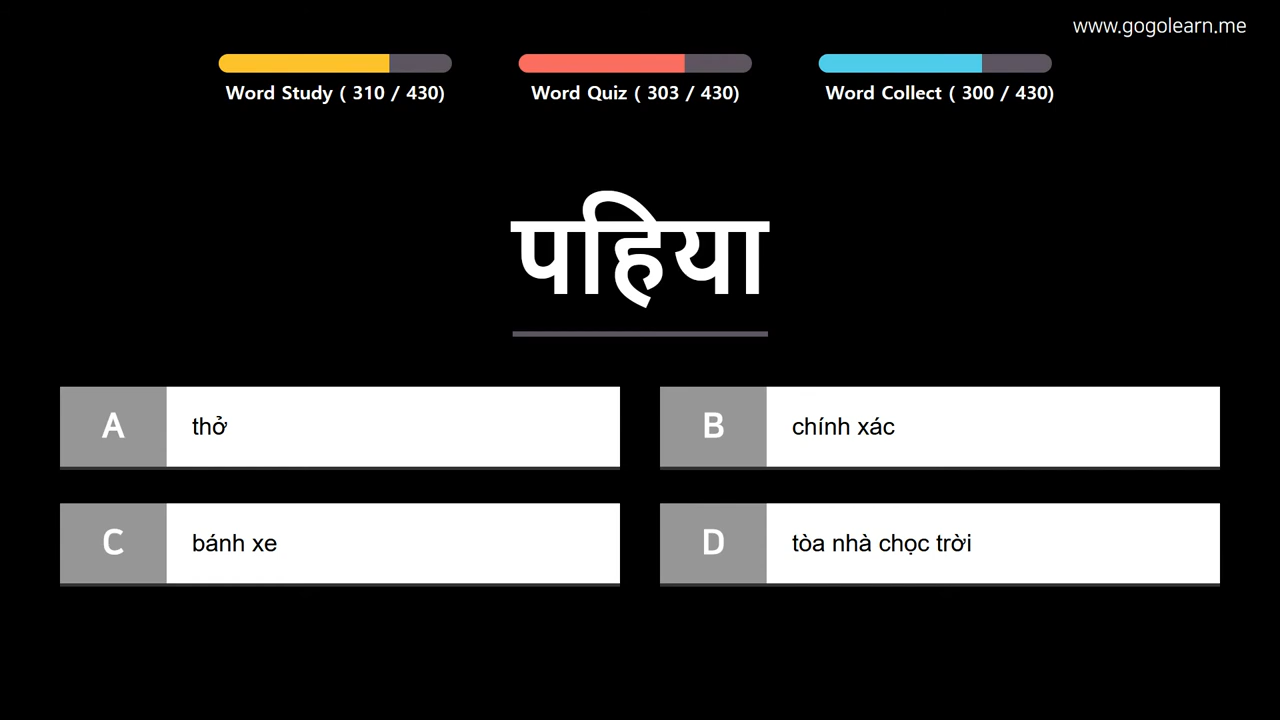 www.gogolearn.me
Word Study ( 310 / 430)
Word Quiz ( 303 / 430)
Word Collect ( 300 / 430)
पहिया
A
thở
B
chính xác
C
bánh xe
D
tòa nhà chọc trời